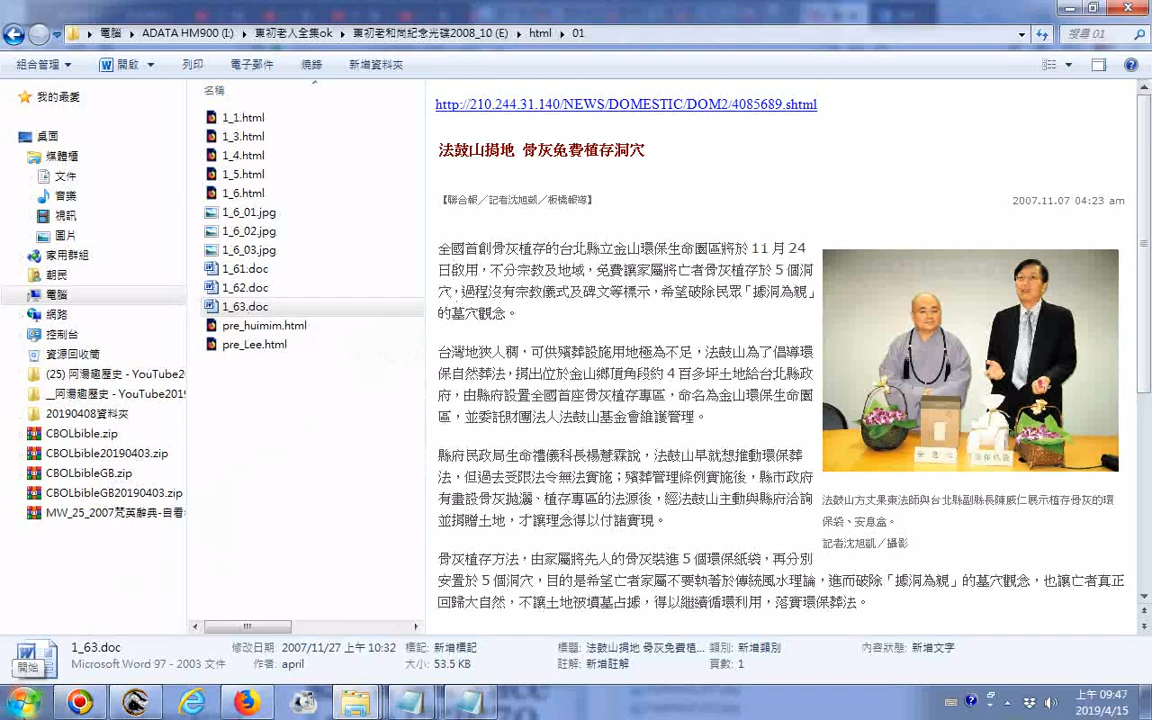 電腦 ▸ ADATA HM900 (I:) ▸ 東初老人全集ok ▸ 東初老和尚紀念光碟2008_10 (E) ▸ html ▸ 01
搜尋 01
組合管理 開啟 列印 電子郵件 燒錄 新增資料夾
我的最愛
桌面
媒體櫃
文件
音樂
視訊
圖片
家用群組
朝民
電腦
網路
控制台
資源回收筒
(25) 阿湯趣歷史 - YouTube2
__阿湯趣歷史 - YouTube201
20190408資料夾
CBOLbible.zip
CBOLbible20190403.zip
CBOLbibleGB.zip
CBOLbibleGB20190403.zip
MW_25_2007梵英辭典-自看
名稱
1_1.html
1_3.html
1_4.html
1_5.html
1_6.html
1_6_01.jpg
1_6_02.jpg
1_6_03.jpg
1_61.doc
1_62.doc
1_63.doc
pre_huimim.html
pre_Lee.html
http://210.244.31.140/NEWS/DOMESTIC/DOM2/4085689.shtml
法鼓山捐地 骨灰免費植存洞穴
【聯合報／記者沈旭凱／板橋報導】
2007.11.07 04:23 am
全國首創骨灰植存的台北縣立金山環保生命園區將於 11 月 24
日啟用，不分宗教及地域，免費讓家屬將亡者骨灰植存於 5 個洞
穴，過程沒有宗教儀式及碑文等標示，希望破除民眾「據洞為親」
的墓穴觀念。
台灣地狹人稠，可供殯葬設施用地極為不足，法鼓山為了倡導環
保自然葬法，捐出位於金山鄉頂角段約 4 百多坪土地給台北縣政
府，由縣府設置全國首座骨灰植存專區，命名為金山環保生命園
區，並委託財團法人法鼓山基金會維護管理。
縣府民政局生命禮儀科長楊薏霖說，法鼓山早就想推動環保葬
法，但過去受限法令無法實施；殯葬管理條例實施後，縣市政府
有畫設骨灰拋灑、植存專區的法源後，經法鼓山主動與縣府洽詢
並捐贈土地，才讓理念得以付諸實現。
骨灰植存方法，由家屬將先人的骨灰裝進 5 個環保紙袋，再分別
安置於 5 個洞穴，目的是希望亡者家屬不要執著於傳統風水理論，進而破除「據洞為親」的墓穴觀念，也讓亡者真正
回歸大自然，不讓土地被墳墓占據，得以繼續循環利用，落實環保葬法。
法鼓山方丈果東法師與台北縣副縣長陳威仁展示植存骨灰的環
保袋、安息盒。
記者沈旭凱／攝影
1_63.doc
Microsoft Word 97 - 2003 文件
修改日期: 2007/11/27 上午 10:32
作者: april
標記: 新增標記
大小: 53.5 KB
標題: 法鼓山捐地 骨灰免費植...
註解: 新增註解
類別: 新增類別
頁數: 1
內容狀態: 新增文字
開始
上午 09:47
2019/4/15